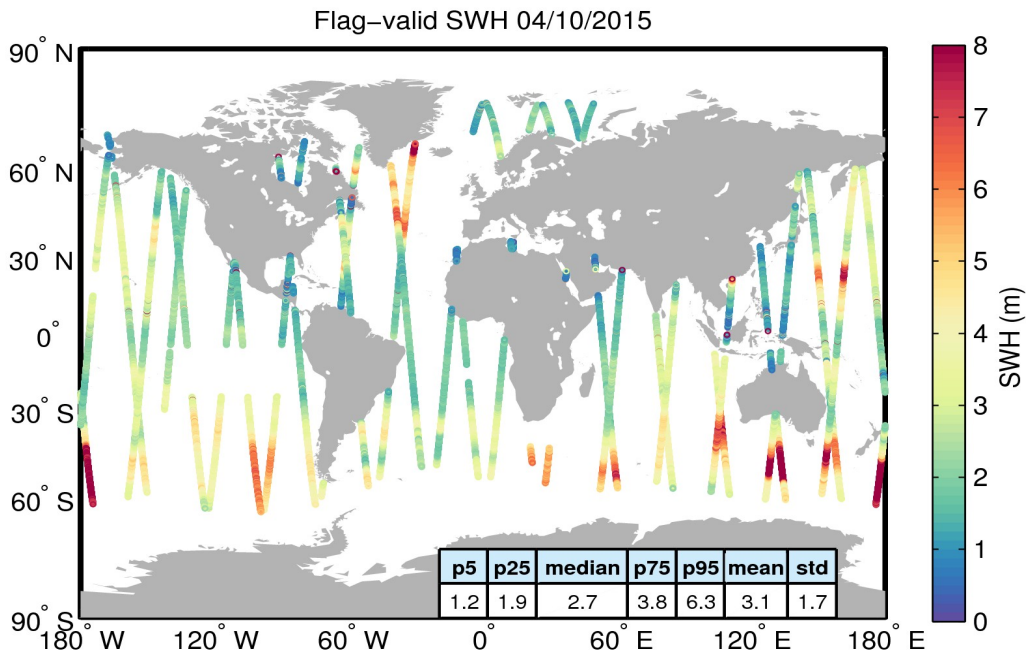 Flag−valid SWH 04/10/2015
90° N
60° N
30° N
0°
30° S
60° S
90° S
180° W
120° W
60° W
0°
60° E
120° E
180° E
p5 p25 median p75 p95 mean std
1.2 1.9 2.7 3.8 6.3 3.1 1.7
8
7
6
5
4
3
2
1
0
SWH (m)